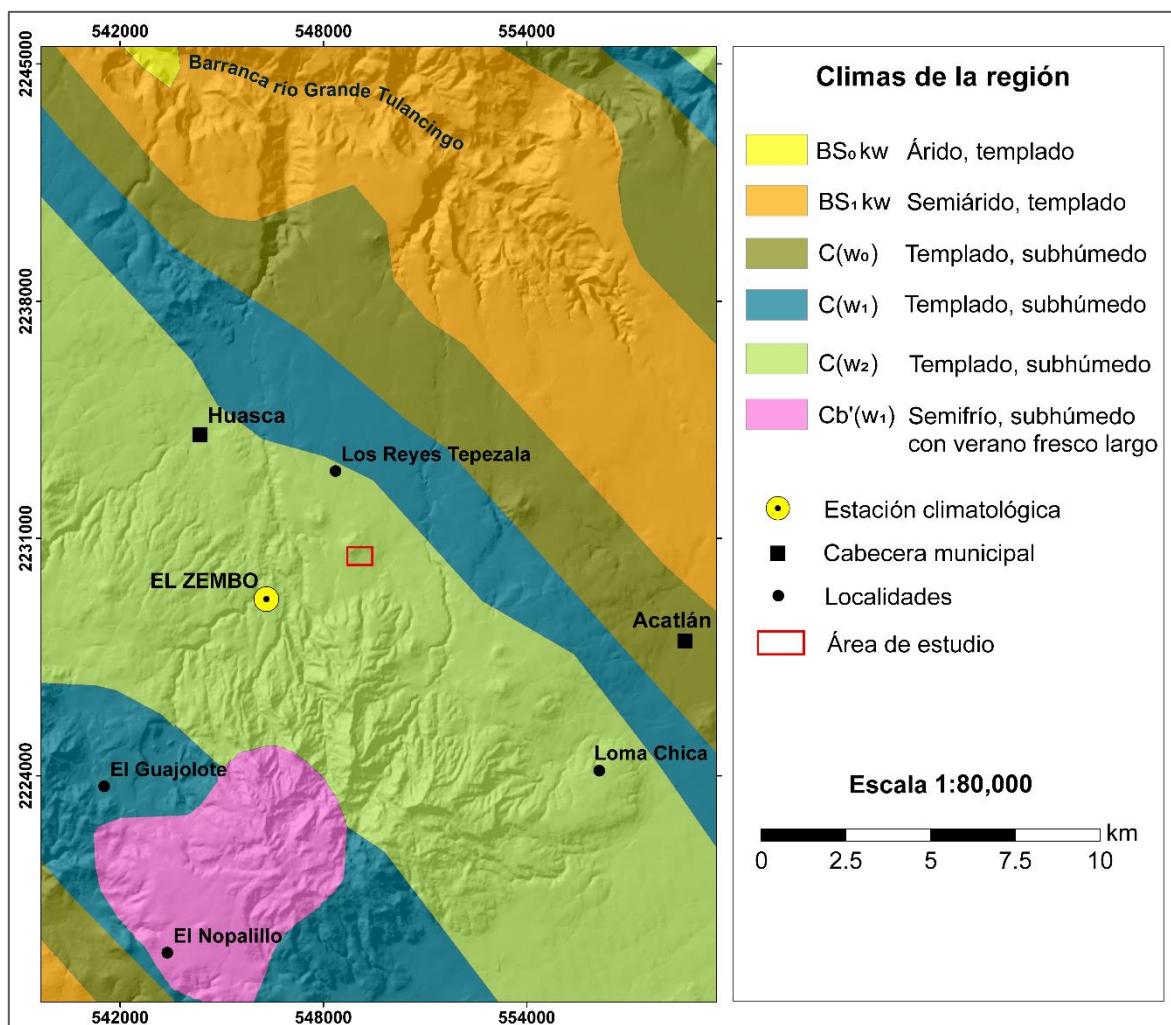 542000 548000 554000
2245000
2238000
2231000
2224000
Barranca río Grande Tulancingo
Huasca
Los Reyes Tepezala
EL ZEMBO
Acatlán
Loma Chica
El Guajolote
El Nopalillo
542000 548000 554000
Climas de la región
BS₀kw Árido, templado
BS₁kw Semiárido, templado
C(w₀) Templado, subhúmedo
C(w₁) Templado, subhúmedo
C(w₂) Templado, subhúmedo
Cb'(w₁) Semifrío, subhúmedo
con verano fresco largo
Estación climatológica
Cabecera municipal
Localidades
Área de estudio
Escala 1:80,000
km
0 2.5 5 7.5 10